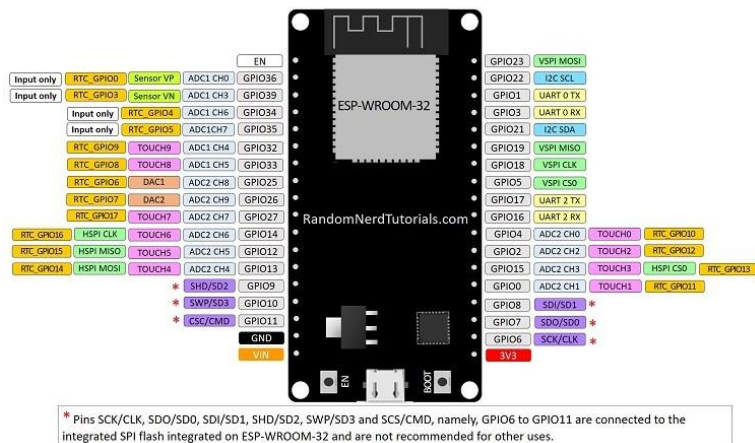 EN
Input only RTC_GPIO0 Sensor VP ADC1 CH0 GPIO36
Input only RTC_GPIO3 Sensor VN ADC1 CH3 GPIO39
Input only RTC_GPIO4 ADC1 CH6 GPIO34
Input only RTC_GPIO5 ADC1CH7 GPIO35
RTC_GPIO9 TOUCH9 ADC1 CH4 GPIO32
RTC_GPIO8 TOUCH8 ADC1 CH5 GPIO33
RTC_GPIO6 DAC1 ADC2 CH8 GPIO25
RTC_GPIO7 DAC2 ADC2 CH9 GPIO26
RTC_GPIO17 TOUCH7 ADC2 CH7 GPIO27
RTC_GPIO16 HSPI CLK TOUCH6 ADC2 CH6 GPIO14
RTC_GPIO15 HSPI MISO TOUCH5 ADC2 CH5 GPIO12
RTC_GPIO14 HSPI MOSI TOUCH4 ADC2 CH4 GPIO13
* SHD/SD2 GPIO9
* SWP/SD3 GPIO10
* CSC/CMD GPIO11
GND
VIN
ESP-WROOM-32
RandomNerdTutorials.com
EN
BOOT
GPIO23 VSPI MOSI
GPIO22 I2C SCL
GPIO1 UART 0 TX
GPIO3 UART 0 RX
GPIO21 I2C SDA
GPIO19 VSPI MISO
GPIO18 VSPI CLK
GPIO5 VSPI CS0
GPIO17 UART 2 TX
GPIO16 UART 2 RX
GPIO4 ADC2 CH0 TOUCH0 RTC_GPIO10
GPIO2 ADC2 CH2 TOUCH2 RTC_GPIO12
GPIO15 ADC2 CH3 TOUCH3 HSPI CS0 RTC_GPIO13
GPIO0 ADC2 CH1 TOUCH1 RTC_GPIO11
GPIO8 SDI/SD1 *
GPIO7 SDO/SD0 *
GPIO6 SCK/CLK *
3V3
* Pins SCK/CLK, SDO/SD0, SDI/SD1, SHD/SD2, SWP/SD3 and SCS/CMD, namely, GPIO6 to GPIO11 are connected to the
integrated SPI flash integrated on ESP-WROOM-32 and are not recommended for other uses.